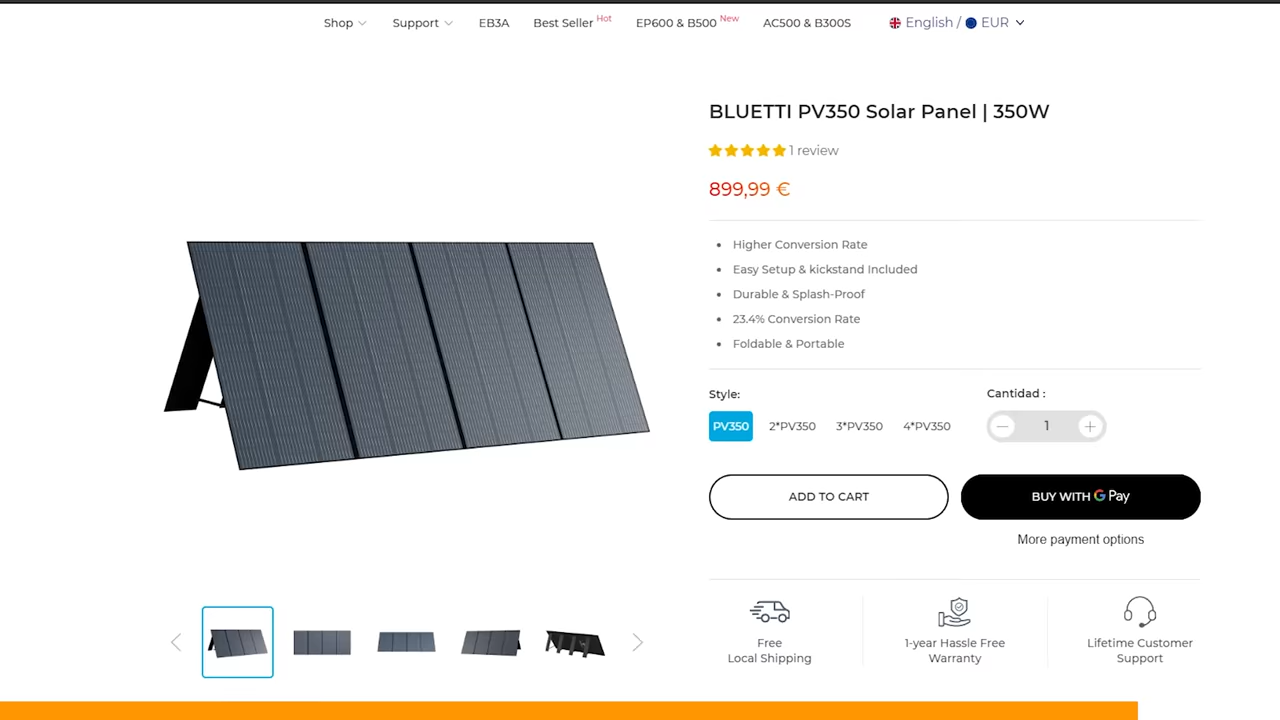 Shop Support EB3A Best Seller Hot EP600 & B500 New AC500 & B300S English / EUR
BLUETTI PV350 Solar Panel | 350W
1 review
899,99 €
Higher Conversion Rate
Easy Setup & kickstand Included
Durable & Splash-Proof
23.4% Conversion Rate
Foldable & Portable
Style:
PV350 2*PV350 3*PV350 4*PV350
Cantidad :
1
ADD TO CART
BUY WITH G Pay
More payment options
Free
Local Shipping
1-year Hassle Free
Warranty
Lifetime Customer
Support